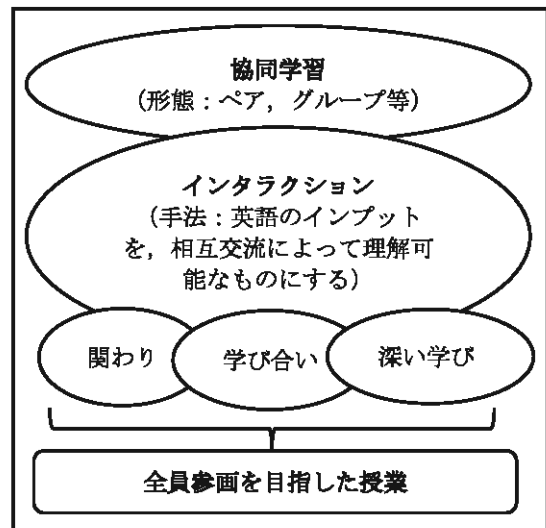 協同学習
(形態:ペア,グループ等)
インタラクション
(手法:英語のインプット
を,相互交流によって理解可
能なものにする)
関わり 学び合い 深い学び
全員参画を目指した授業